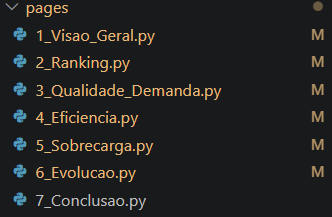 pages
1_Visao_Geral.py M
2_Ranking.py M
3_Qualidade_Demanda.py M
4_Eficiencia.py M
5_Sobrecarga.py M
6_Evolucao.py M
7_Conclusao.py